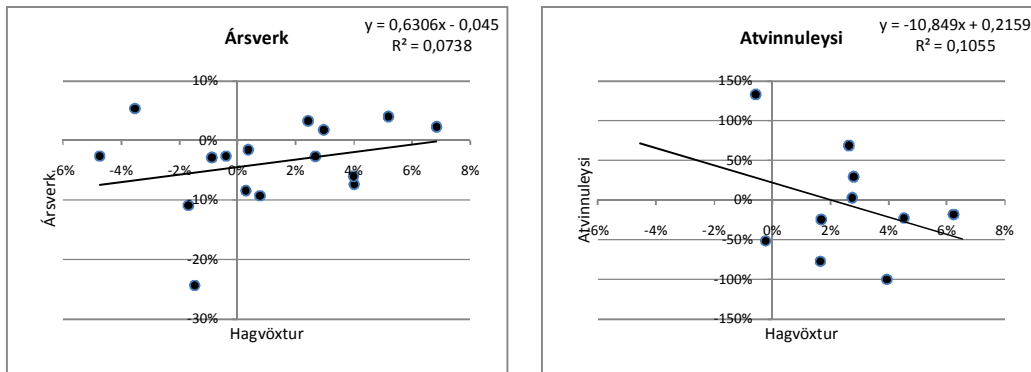 Ársverk
y = 0,6306x - 0,045
R² = 0,0738
10%
0%
-10%
-20%
-30%
-6%
-4%
-2%
0%
2%
4%
6%
8%
Ársverk
Hagvöxtur
Atvinnuleysi
y = -10,849x + 0,2159
R² = 0,1055
150%
100%
50%
0%
-50%
-100%
-150%
-6%
-4%
-2%
0%
2%
4%
6%
8%
Atvinnuleysi
Hagvöxtur